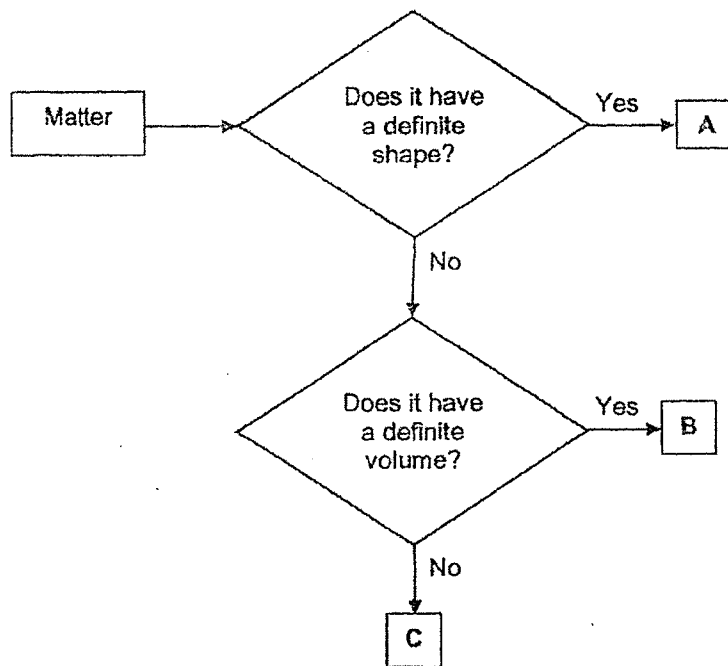 Matter
Does it have
a definite
shape?
Yes
A
No
Does it have
a definite
volume?
Yes
B
No
C